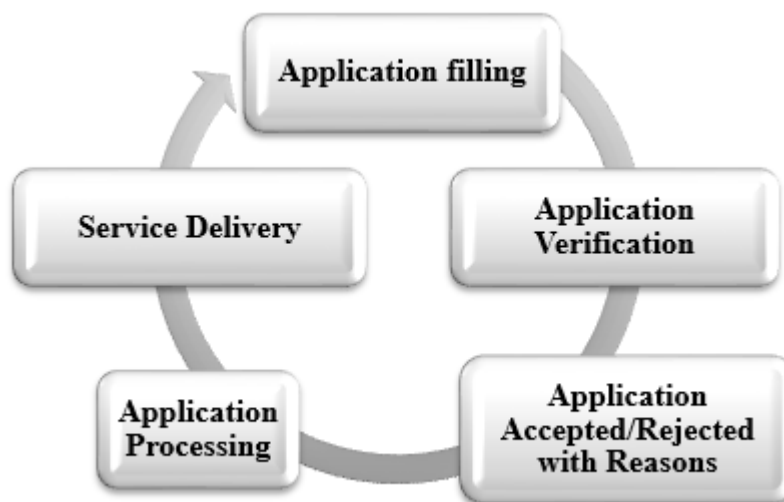 Application filling
Application
Verification
Application
Accepted/Rejected
with Reasons
Application
Processing
Service Delivery